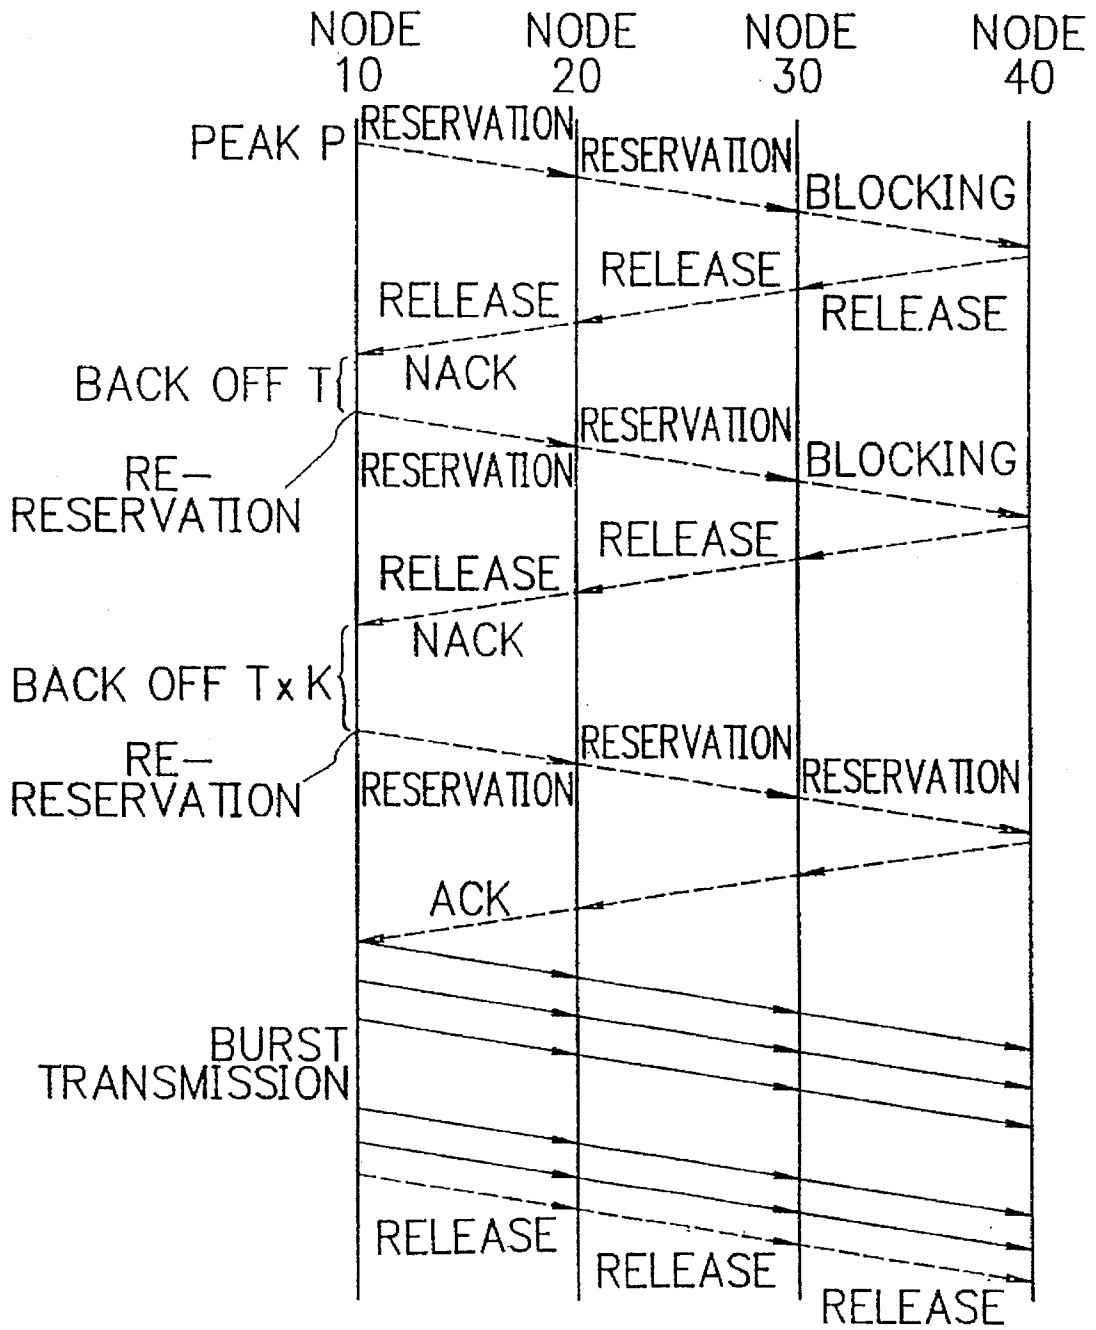 NODE NODE NODE NODE
10 20 30 40
PEAK P RESERVATION
RESERVATION
BLOCKING
RELEASE
RELEASE
RELEASE
NACK
BACK OFF T
RESERVATION
BLOCKING
RE-
RESERVATION
RESERVATION
RELEASE
RELEASE
NACK
BACK OFF T x K
RESERVATION
RE-
RESERVATION
RESERVATION
RESERVATION
ACK
BURST
TRANSMISSION
RELEASE
RELEASE
RELEASE